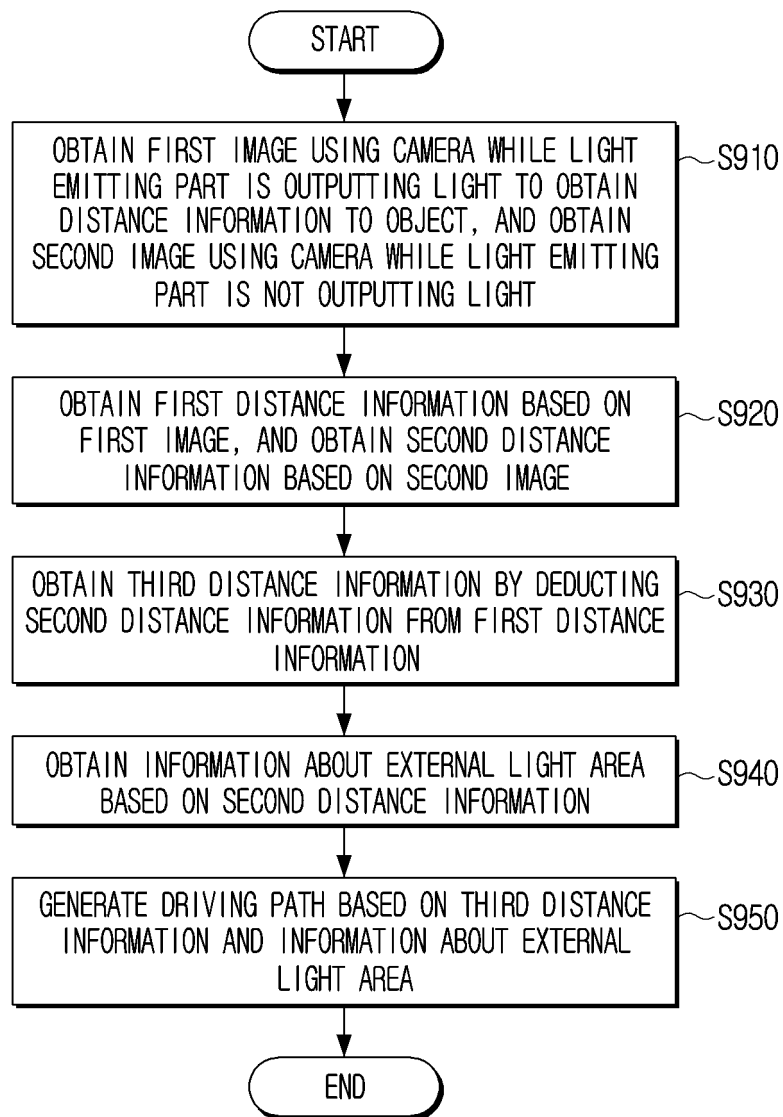 START
OBTAIN FIRST IMAGE USING CAMERA WHILE LIGHT
EMITTING PART IS OUTPUTTING LIGHT TO OBTAIN
DISTANCE INFORMATION TO OBJECT, AND OBTAIN
SECOND IMAGE USING CAMERA WHILE LIGHT EMITTING
PART IS NOT OUTPUTTING LIGHT
S910
OBTAIN FIRST DISTANCE INFORMATION BASED ON
FIRST IMAGE, AND OBTAIN SECOND DISTANCE
INFORMATION BASED ON SECOND IMAGE
S920
OBTAIN THIRD DISTANCE INFORMATION BY DEDUCTING
SECOND DISTANCE INFORMATION FROM FIRST DISTANCE
INFORMATION
S930
OBTAIN INFORMATION ABOUT EXTERNAL LIGHT AREA
BASED ON SECOND DISTANCE INFORMATION
S940
GENERATE DRIVING PATH BASED ON THIRD DISTANCE
INFORMATION AND INFORMATION ABOUT EXTERNAL
LIGHT AREA
S950
END